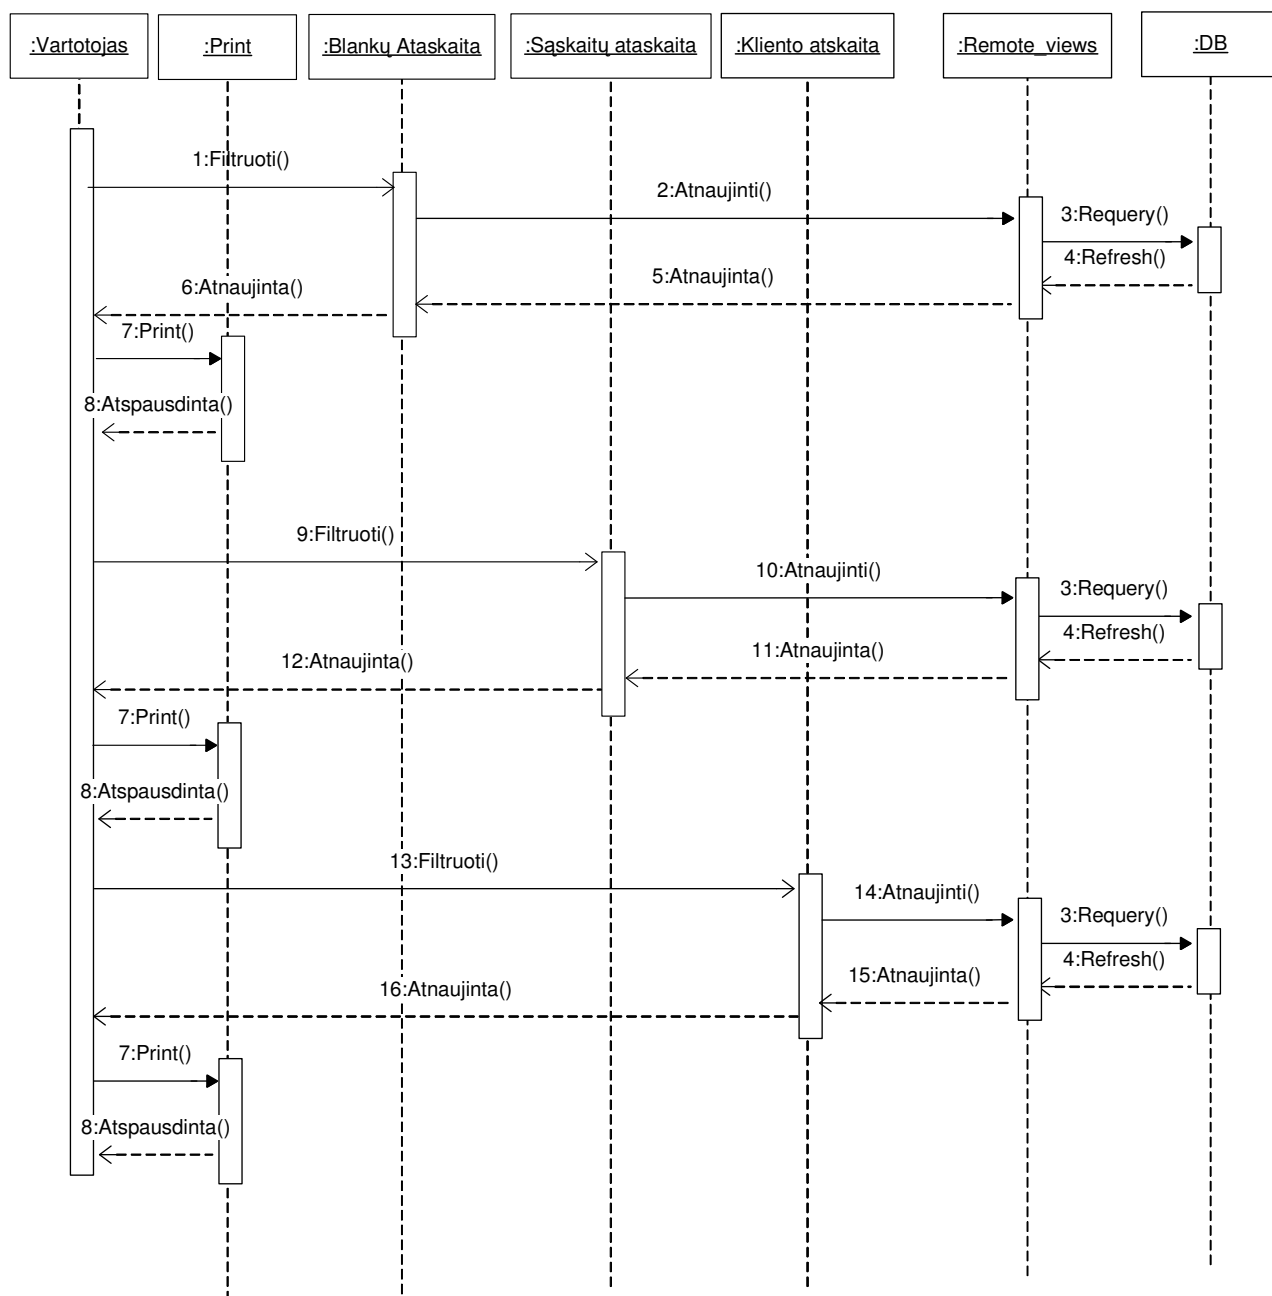 :Vartotojas
:Print
:Blankų Ataskaita
:Sąskaitų ataskaita
:Kliento atskaita
:Remote_views
:DB
1:Filtruoti()
2:Atnaujinti()
3:Requery()
4:Refresh()
5:Atnaujinta()
6:Atnaujinta()
7:Print()
8:Atspausdinta()
9:Filtruoti()
10:Atnaujinti()
3:Requery()
4:Refresh()
11:Atnaujinta()
12:Atnaujinta()
7:Print()
8:Atspausdinta()
13:Filtruoti()
14:Atnaujinti()
3:Requery()
4:Refresh()
15:Atnaujinta()
16:Atnaujinta()
7:Print()
8:Atspausdinta()